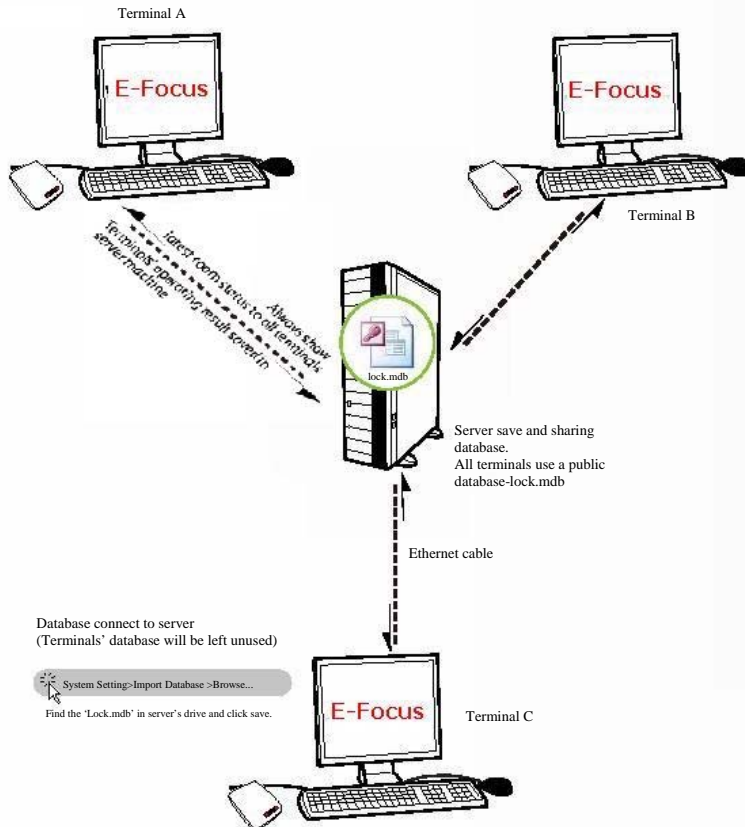 Terminal A
E-Focus
E-Focus
Terminal B
Always show
latest room status to all terminals
Terminals' operating result soverd in
server machine
lock.mdb
Server save and sharing
database.
All terminals use a public
database-lock.mdb
Ethernet cable
Database connect to server
(Terminals’ database will be left unused)
System Setting>Import Database >Browse...
Find the ‘Lock.mdb’ in server’s drive and click save.
E-Focus
Terminal C